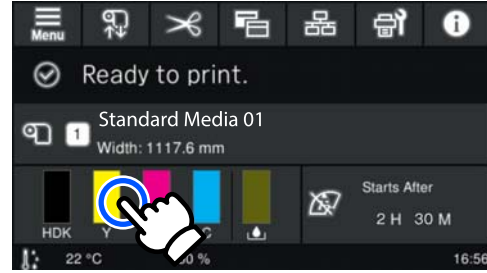 Menu
i
Ready to print.
1
Standard Media 01
Width: 1117.6 mm
Starts After
2 H 30 M
HDK Y C
22 °C 0 %
16:56